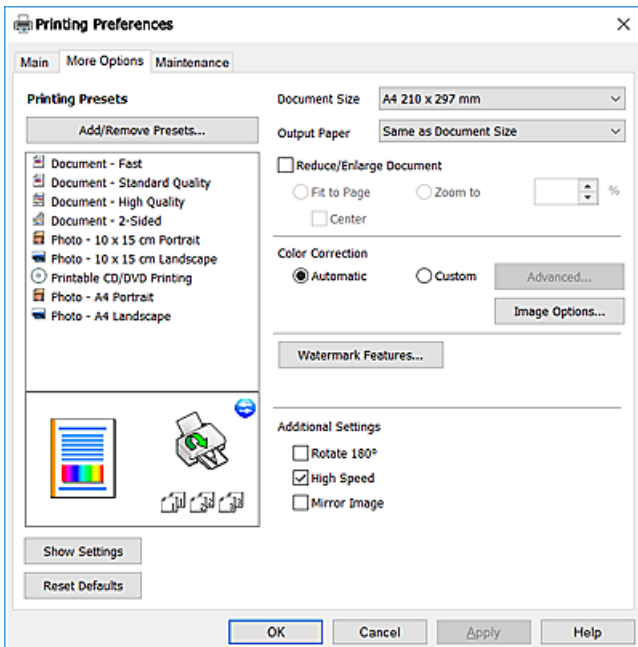 Printing Preferences
Main
More Options
Maintenance
Printing Presets
Add/Remove Presets...
Document - Fast
Document - Standard Quality
Document - High Quality
Document - 2-Sided
Photo - 10 x 15 cm Portrait
Photo - 10 x 15 cm Landscape
Printable CD/DVD Printing
Photo - A4 Portrait
Photo - A4 Landscape
Show Settings
Reset Defaults
Document Size
A4 210 x 297 mm
Output Paper
Same as Document Size
Reduce/Enlarge Document
Fit to Page
Zoom to
%
Center
Color Correction
Automatic
Custom
Advanced...
Image Options...
Watermark Features...
Additional Settings
Rotate 180º
High Speed
Mirror Image
OK
Cancel
Apply
Help